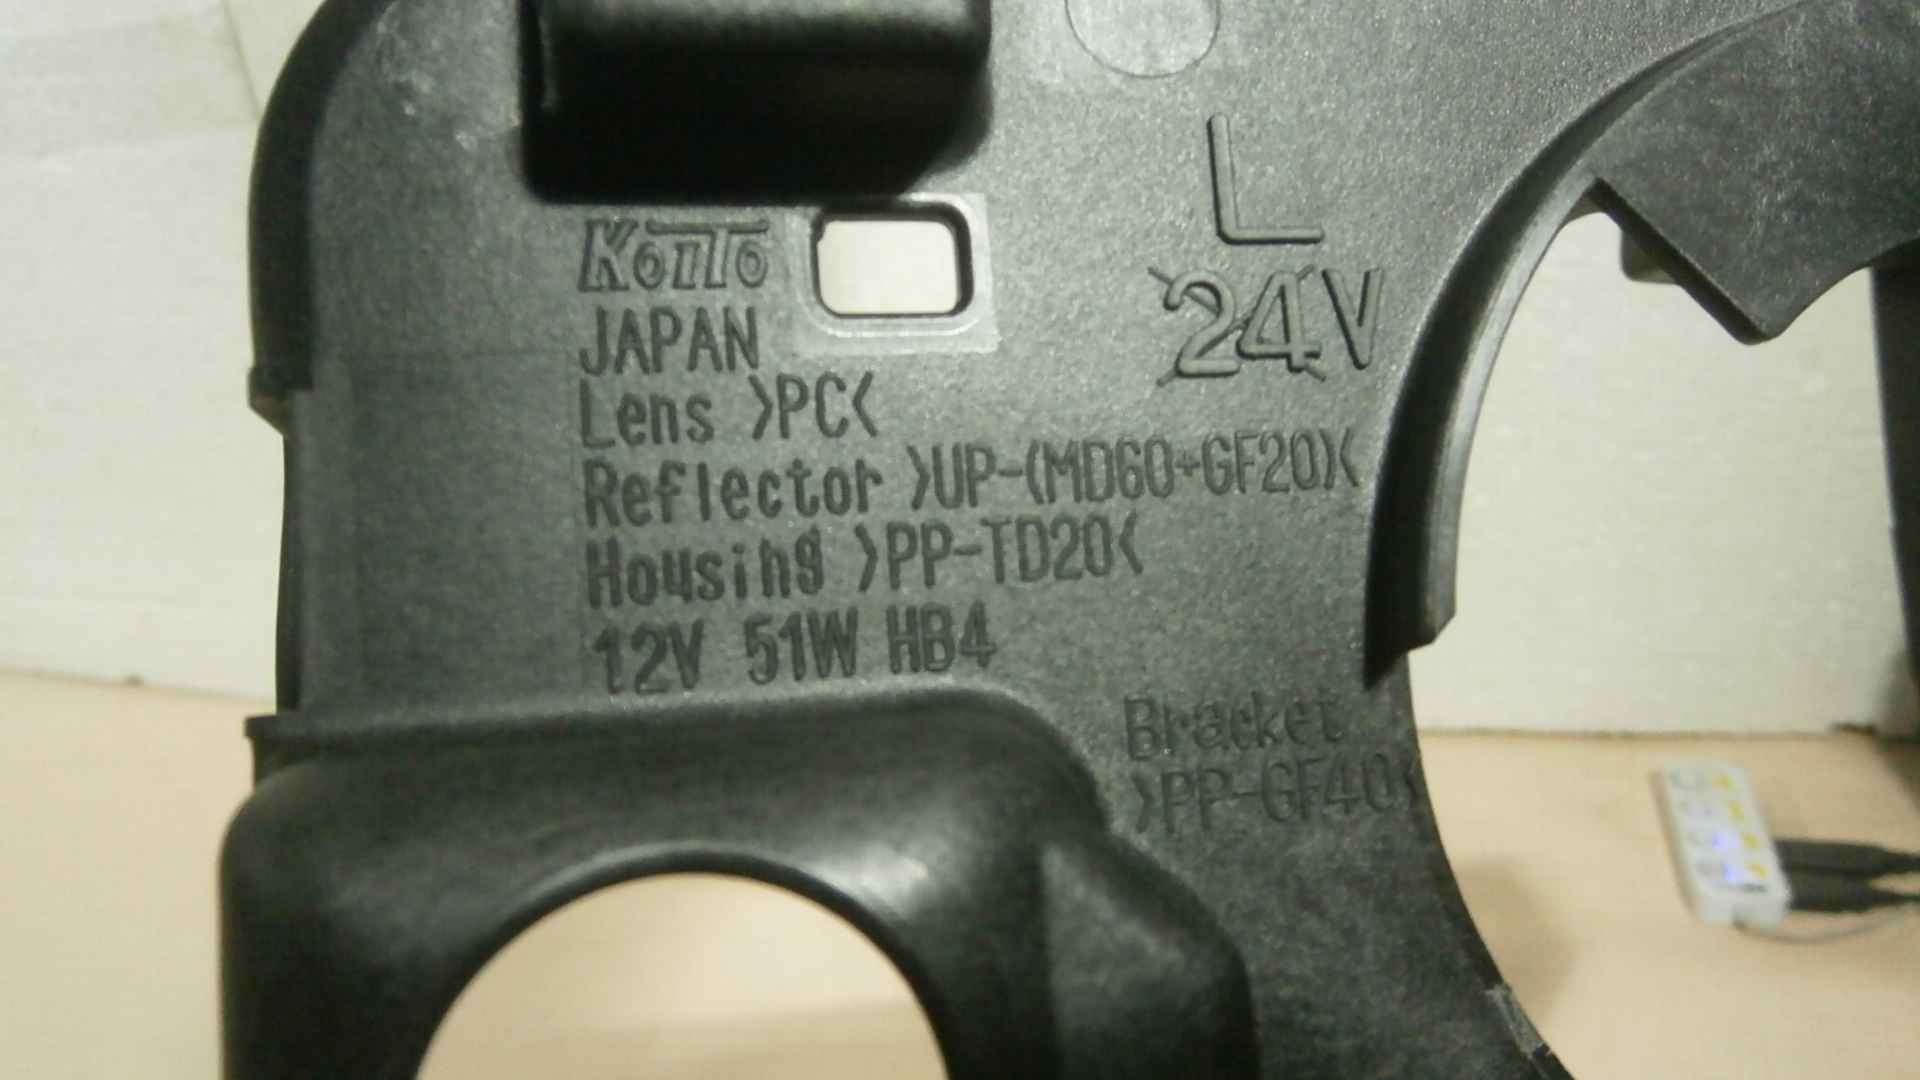 KOITO
JAPAN
Lens >PC<
Reflector >UP-(MD60+GF20)<
Housing >PP-TD20<
12V 51W HB4
L
24V
Bracket
>PP-GF40<